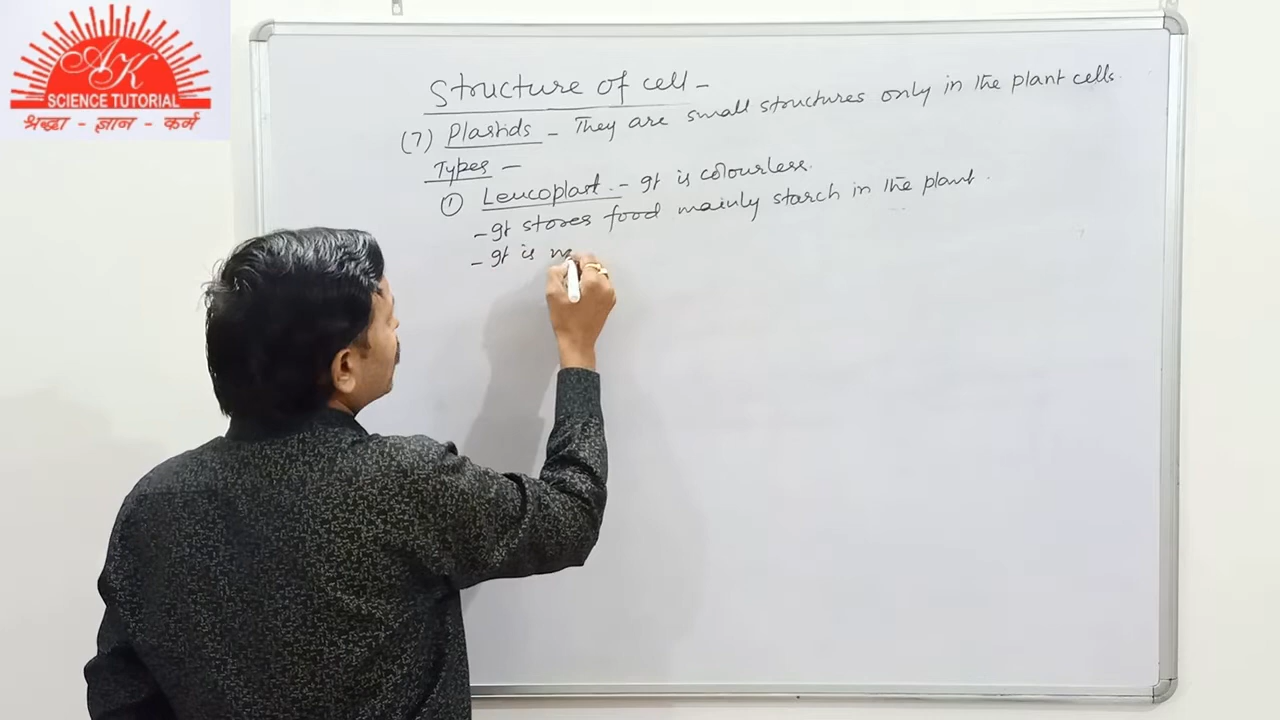 AK
SCIENCE TUTORIAL
श्रद्धा - ज्ञान - कर्म
Structure of cell -
(7) Plastids - They are small structures only in the plant cells.
Types -
① Leucoplast. - It is colourless.
- It stores food mainly starch in the plant.
- It is